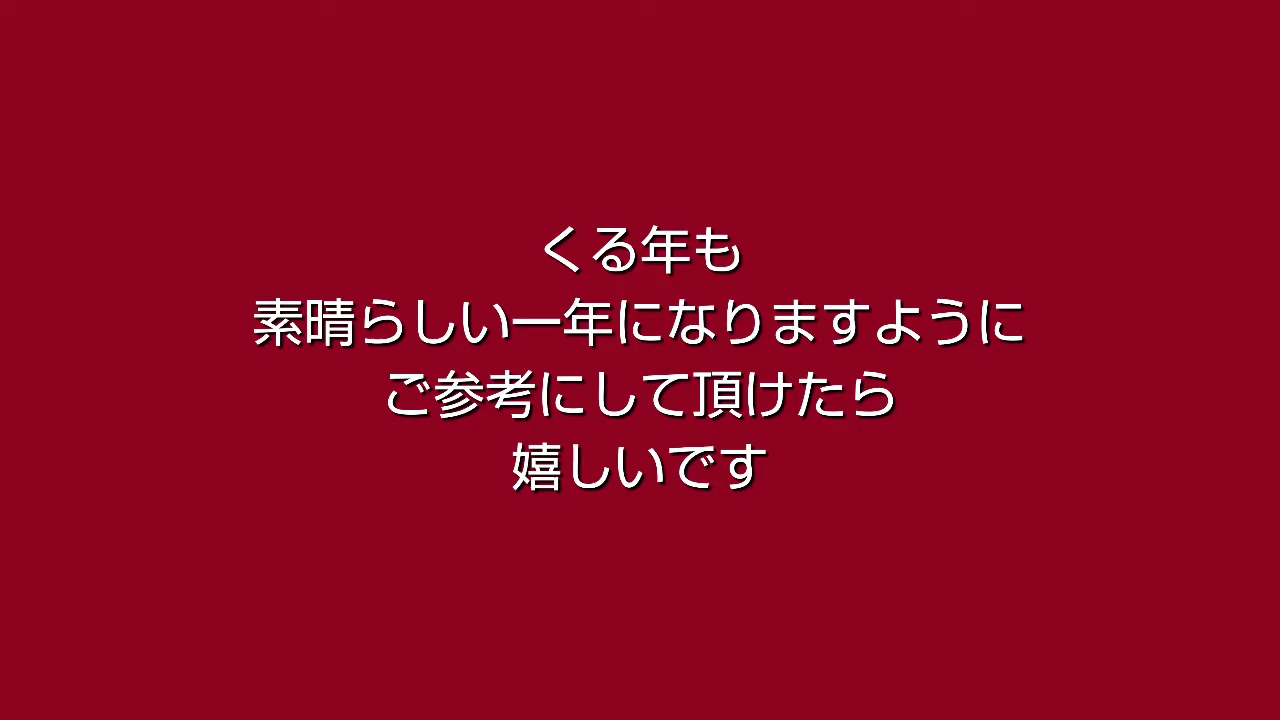 くる年も
素晴らしい一年になりますように
ご参考にして頂けたら
嬉しいです